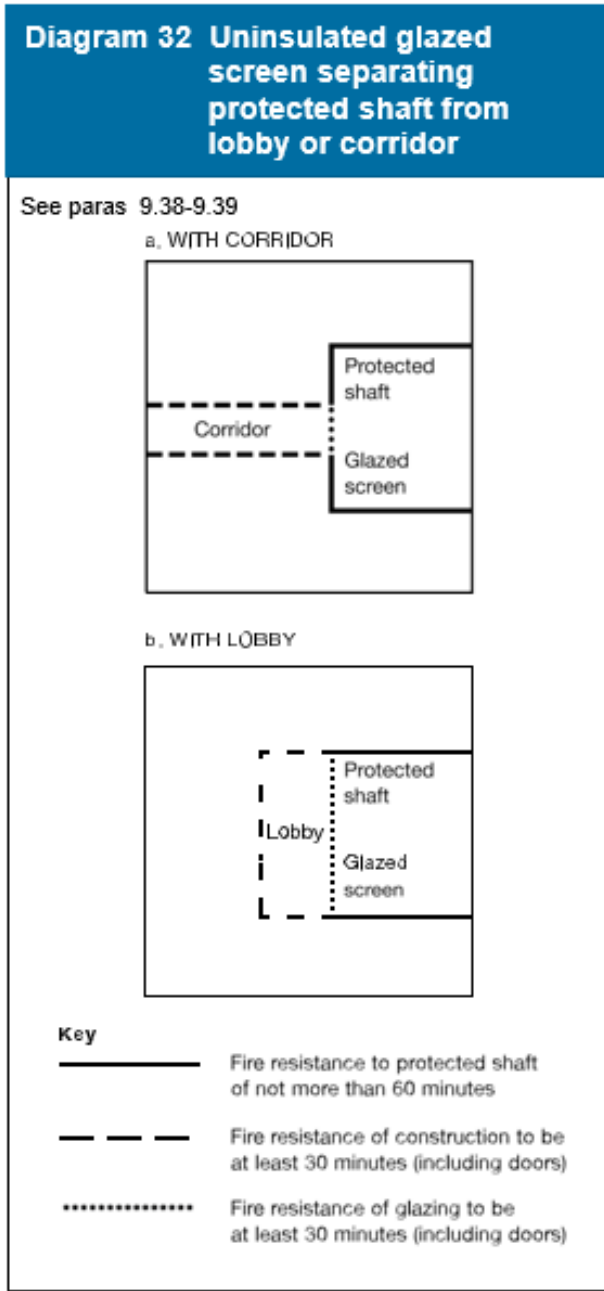 Diagram 32 Uninsulated glazed
screen separating
protected shaft from
lobby or corridor
See paras 9.38-9.39
a, WITH CORRIDOR
Protected
shaft
Corridor
Glazed
screen
b, WITH LOBBY
Protected
shaft
Lobby
Glazed
screen
Key
Fire resistance to protected shaft
of not more than 60 minutes
Fire resistance of construction to be
at least 30 minutes (including doors)
Fire resistance of glazing to be
at least 30 minutes (including doors)